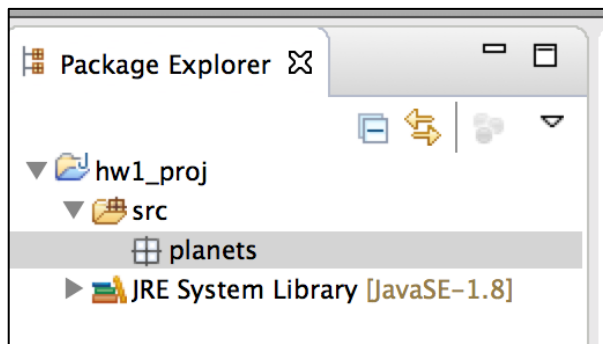 Package Explorer
hw1_proj
src
planets
JRE System Library [JavaSE-1.8]